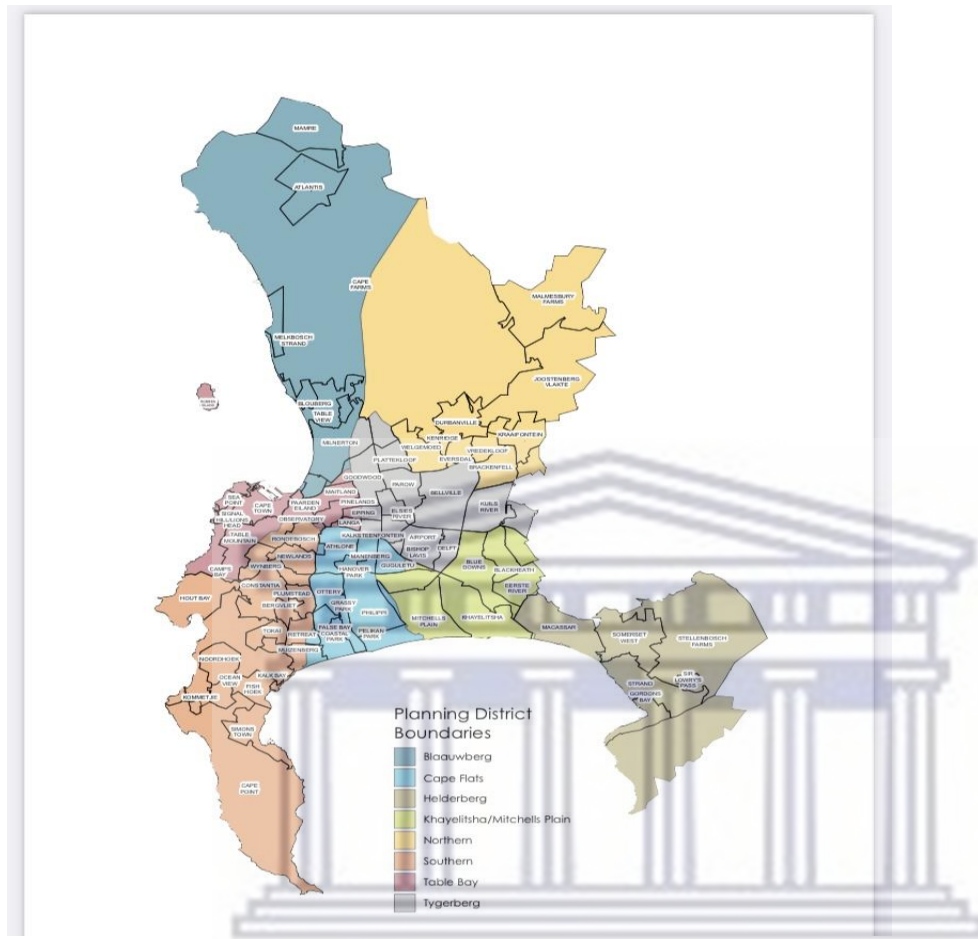 MAMRE
ATLANTIS
CAPE
FARMS
MALMESBURY
FARMS
MELKBOSCH
STRAND
JOOSTENBERG
VLAKTE
BLOUBERG
TABLE
VIEW
DURBANVILLE
KRAAIFONTEIN
MILNERTON
KENRIDGE
WELGEMOED
VREDEKLOOF
PLATTEKLOOF
EVERSDAL
BRACKENFELL
GOODWOOD
PAROW
BELLVILLE
MAITLAND
SEA
POINT
CAPE
TOWN
PAARDEN
EILAND
PINELANDS
KUILS
RIVER
SIGNAL
HILL/LIONS
HEAD
OBSERVATORY
EPPING
ELSIES
RIVER
LANGA
TABLE
MOUNTAIN
RONDEBOSCH
KALKSTEENFONTEIN
AIRPORT
ATHLONE
BISHOP
LAVIS
DELFT
NEWLANDS
MANENBERG
GUGULETU
CAMPS
BAY
WYNBERG
HANOVER
PARK
BLUE
DOWNS
BLACKHEATH
CONSTANTIA
PLUMSTEAD
OTTERY
EERSTE
RIVER
HOUT BAY
BERGVLIET
GRASSY
PARK
PHILIPPI
MITCHELLS
PLAIN
KHAYELITSHA
TOKAI
RETREAT
FALSE BAY
COASTAL
PARK
PELIKAN
PARK
MACASSAR
SOMERSET
WEST
STELLENBOSCH
FARMS
MUIZENBERG
NOORDHOEK
KALK BAY
OCEAN
VIEW
FISH
HOEK
KOMMETJIE
STRAND
SIR
LOWRY'S
PASS
GORDONS
BAY
SIMONS
TOWN
CAPE
POINT
Planning District
Boundaries
Blaauwberg
Cape Flats
Helderberg
Khayelitsha/Mitchells Plain
Northern
Southern
Table Bay
Tygerberg